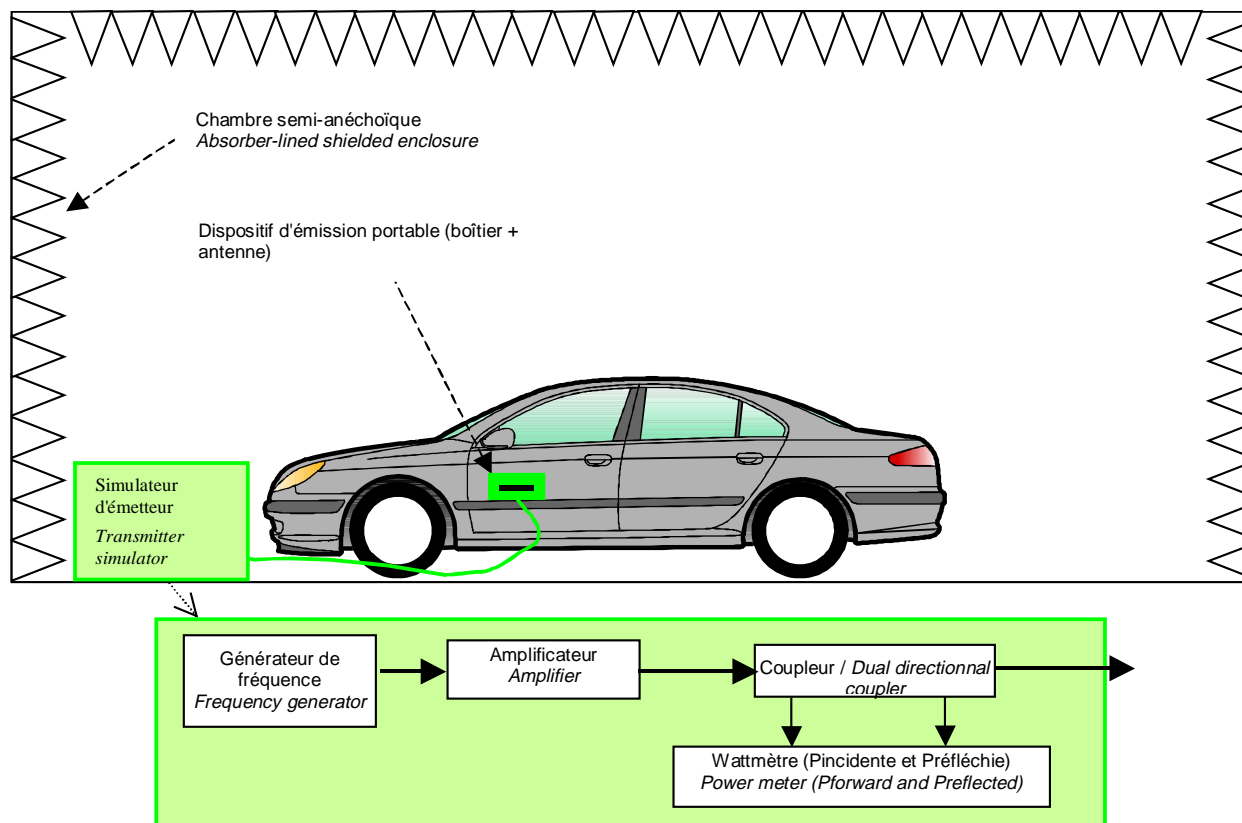 Chambre semi-anéchoïque
Absorber-lined shielded enclosure
Dispositif d'émission portable (boîtier +
antenne)
Simulateur
d'émetteur
Transmitter
simulator
Générateur de
fréquence
Frequency generator
Amplificateur
Amplifier
Coupleur / Dual directionnal
coupler
Wattmètre (Pincidente et Préfléchie)
Power meter (Pforward and Preflected)